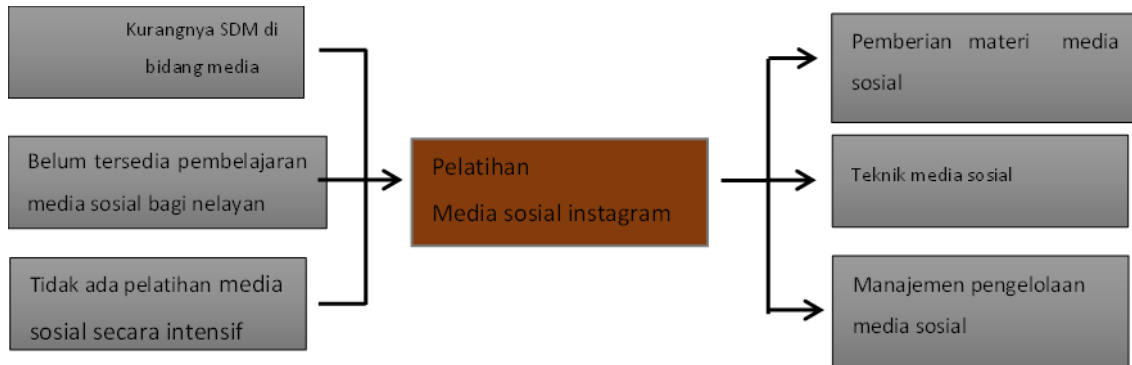 Kurangnya SDM di
bidang media
Belum tersedia pembelajaran
media sosial bagi nelayan
Tidak ada pelatihan media
sosial secara intensif
Pelatihan
Media sosial instagram
Pemberian materi media
sosial
Teknik media sosial
Manajemen pengelolaan
media sosial